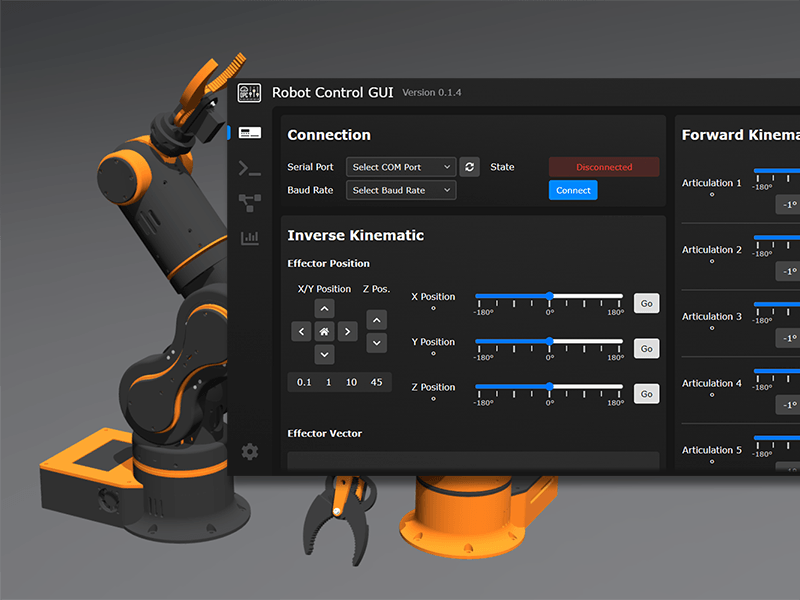 Robot Control GUI Version 0.1.4
Connection
Serial Port Select COM Port State Disconnected
Baud Rate Select Baud Rate Connect
Inverse Kinematic
Effector Position
X/Y Position Z Pos.
0.1 1 10 45
X Position
-180° 0° 180°
Go
Y Position
-180° 0° 180°
Go
Z Position
-180° 0° 180°
Go
Effector Vector
Forward Kinema
Articulation 1
-180°
-1°
Articulation 2
-180°
-1°
Articulation 3
-180°
-1°
Articulation 4
-180°
-1°
Articulation 5
-180°